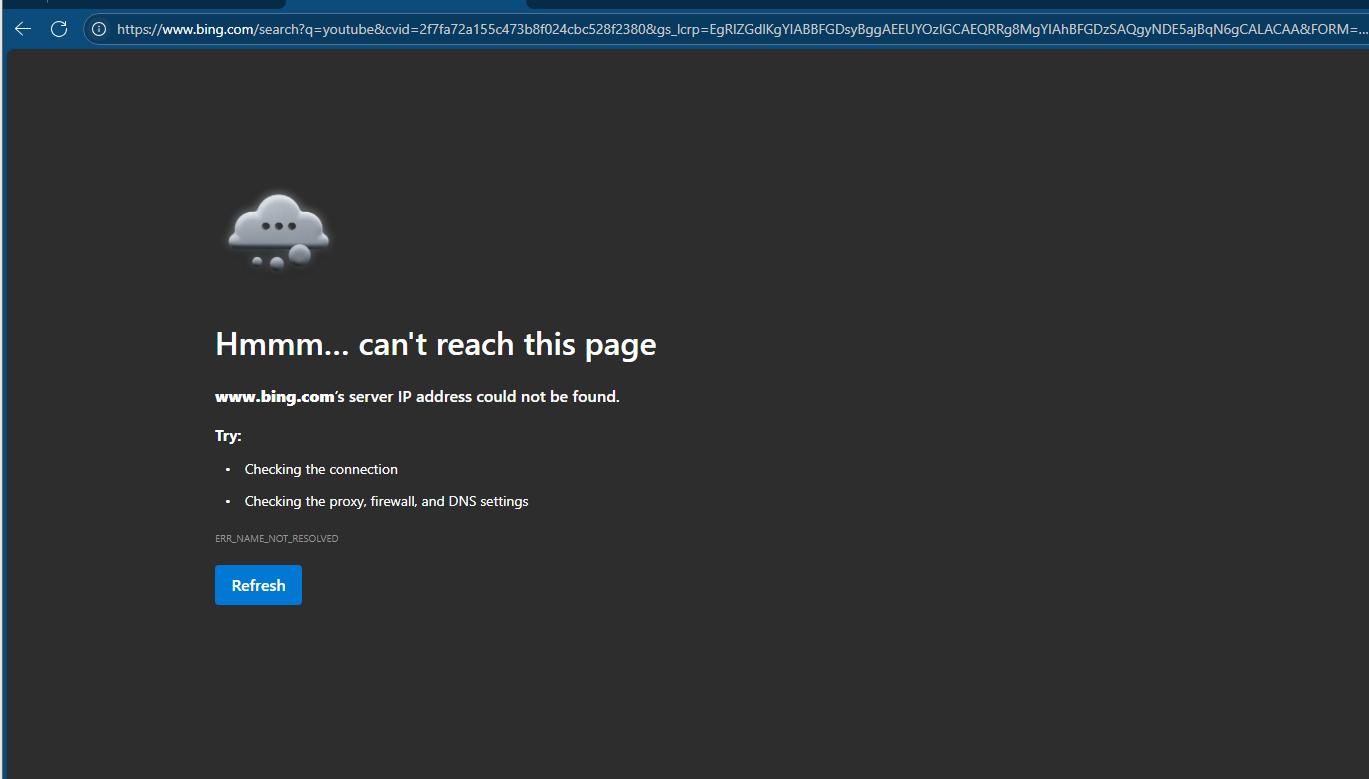 https://www.bing.com/search?q=youtube&cvid=2f7fa72a155c473b8f024cbc528f2380&gs_lcrp=EgRlZGdlKgYIABBFGDsyBggAEEUYOzIGCAEQRRg8MgYIAhBFGDzSAQgyNDE5ajBqN6gCALACAA&FORM=...
Hmmm... can't reach this page
www.bing.com's server IP address could not be found.
Try:
• Checking the connection
• Checking the proxy, firewall, and DNS settings
ERR_NAME_NOT_RESOLVED
Refresh